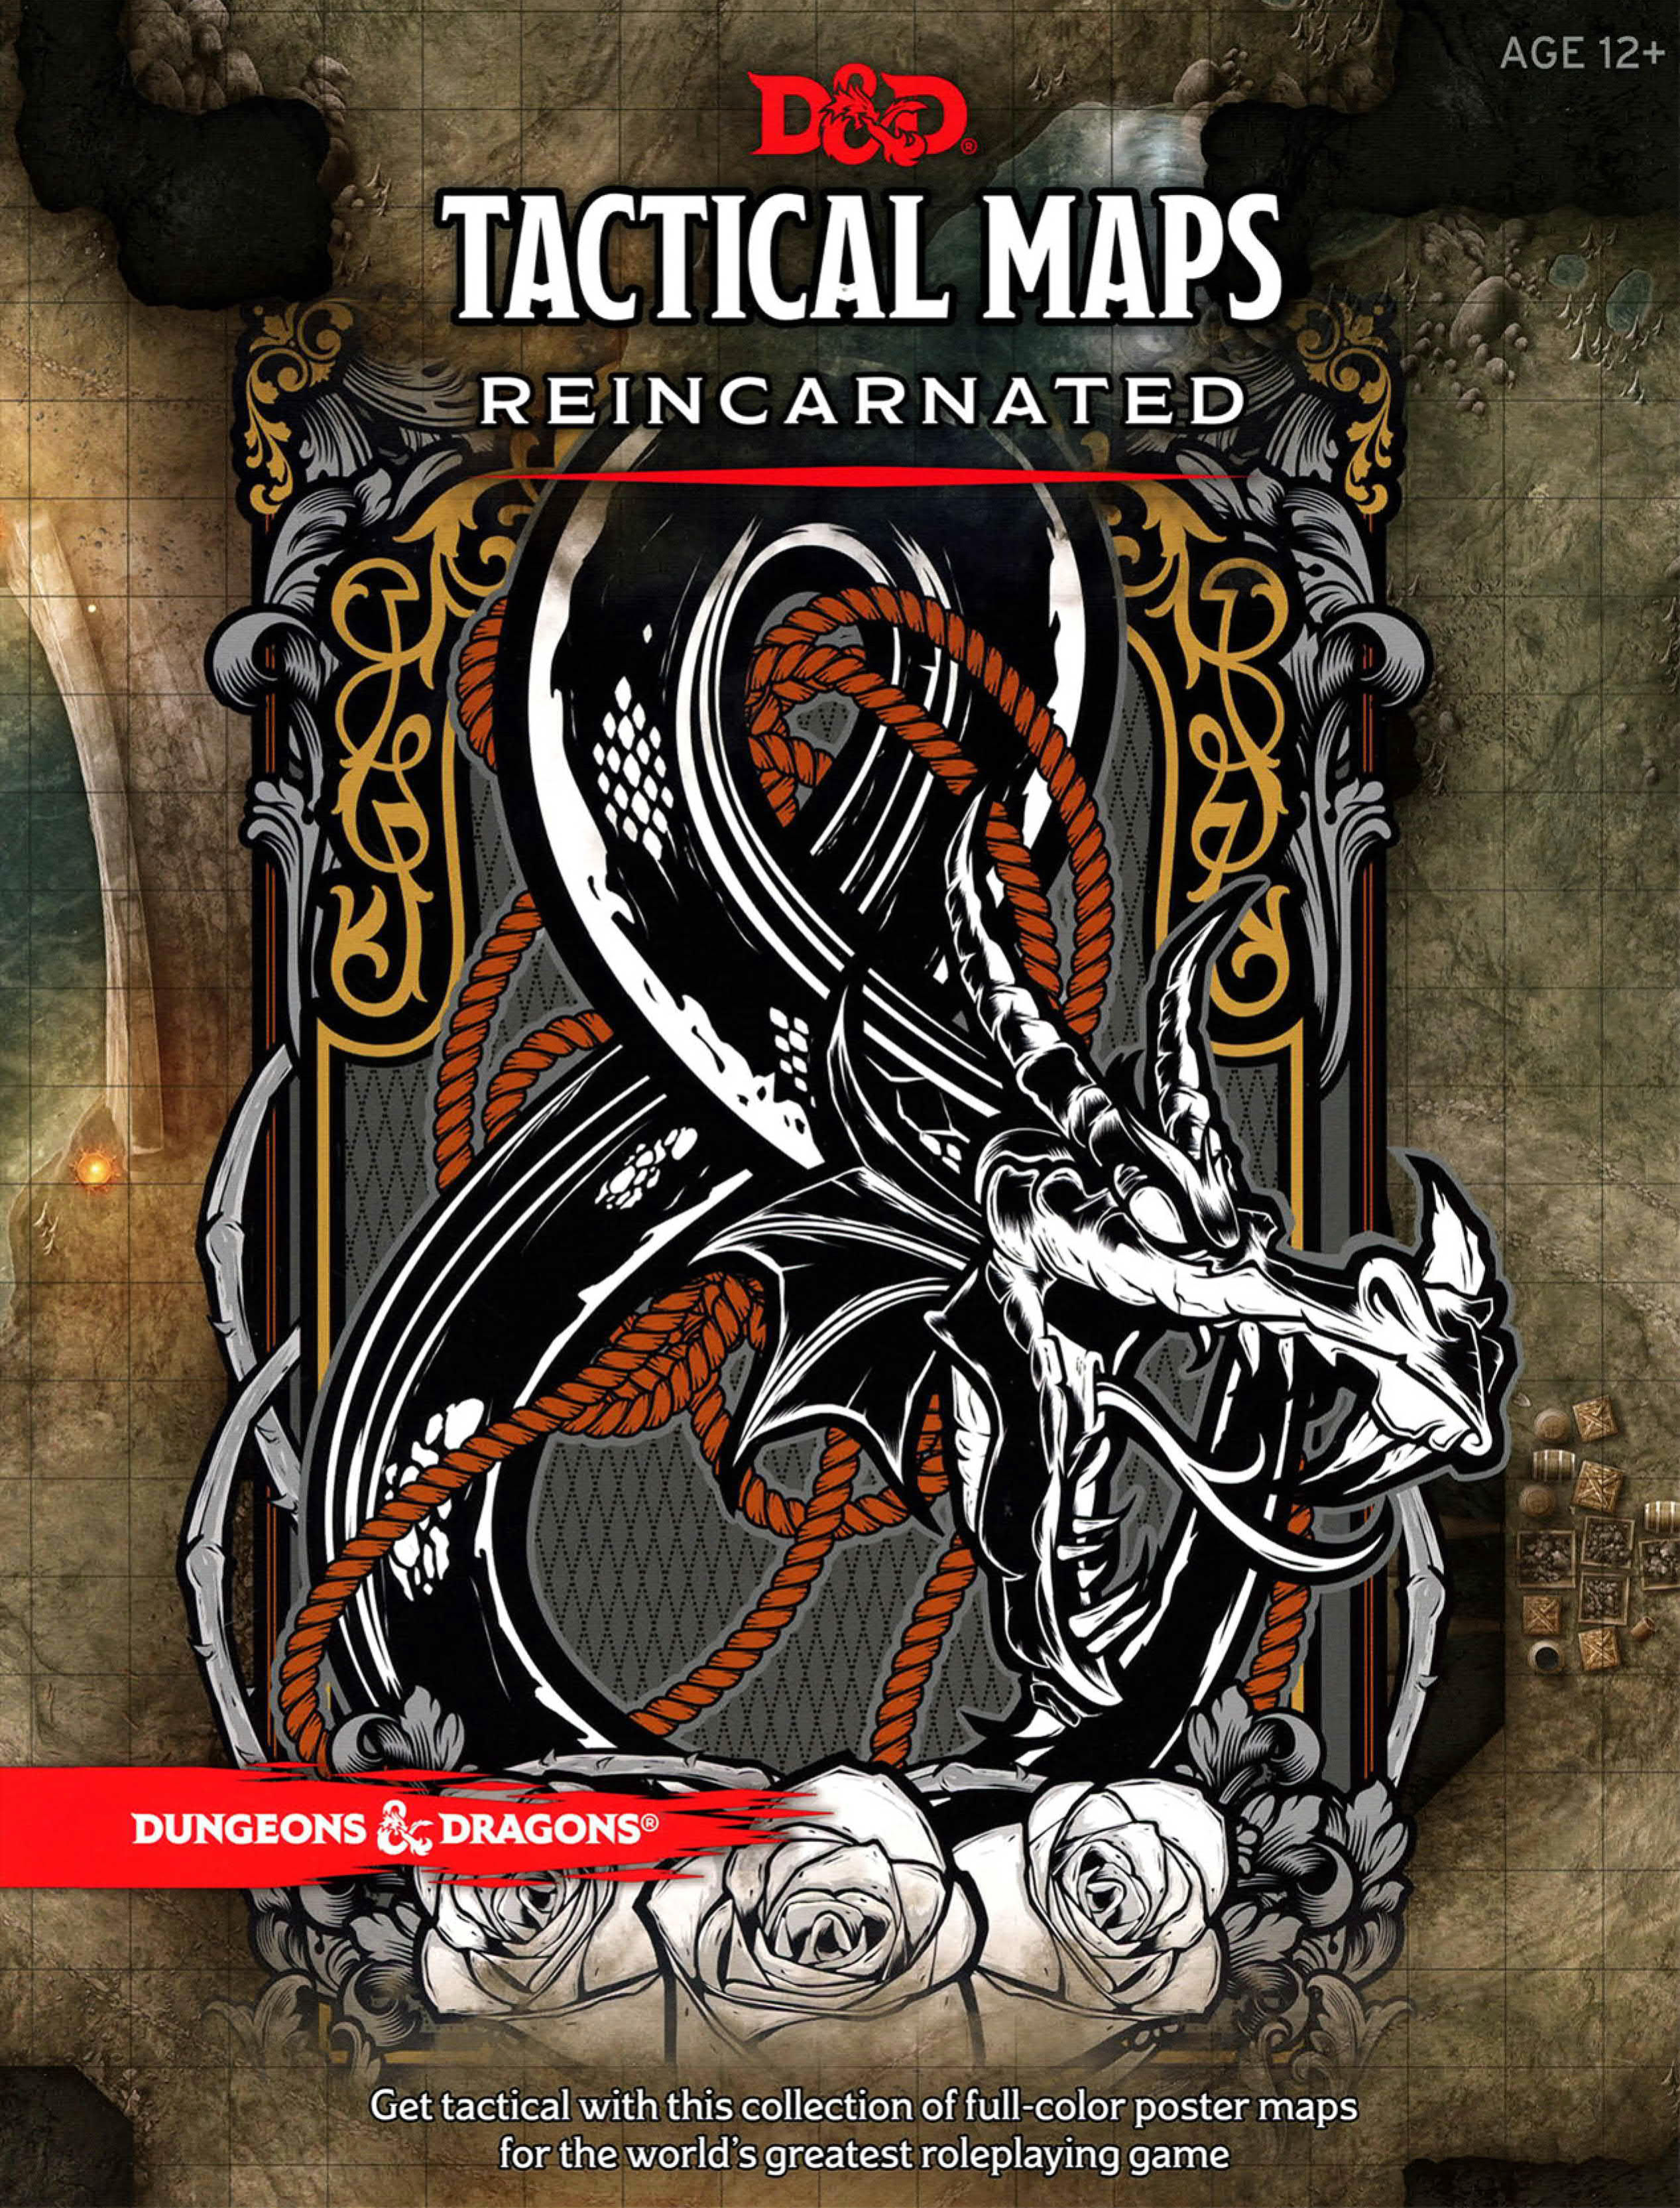 AGE 12+
D&D®
TACTICAL MAPS
REINCARNATED
DUNGEONS & DRAGONS®
Get tactical with this collection of full-color poster maps
for the world's greatest roleplaying game